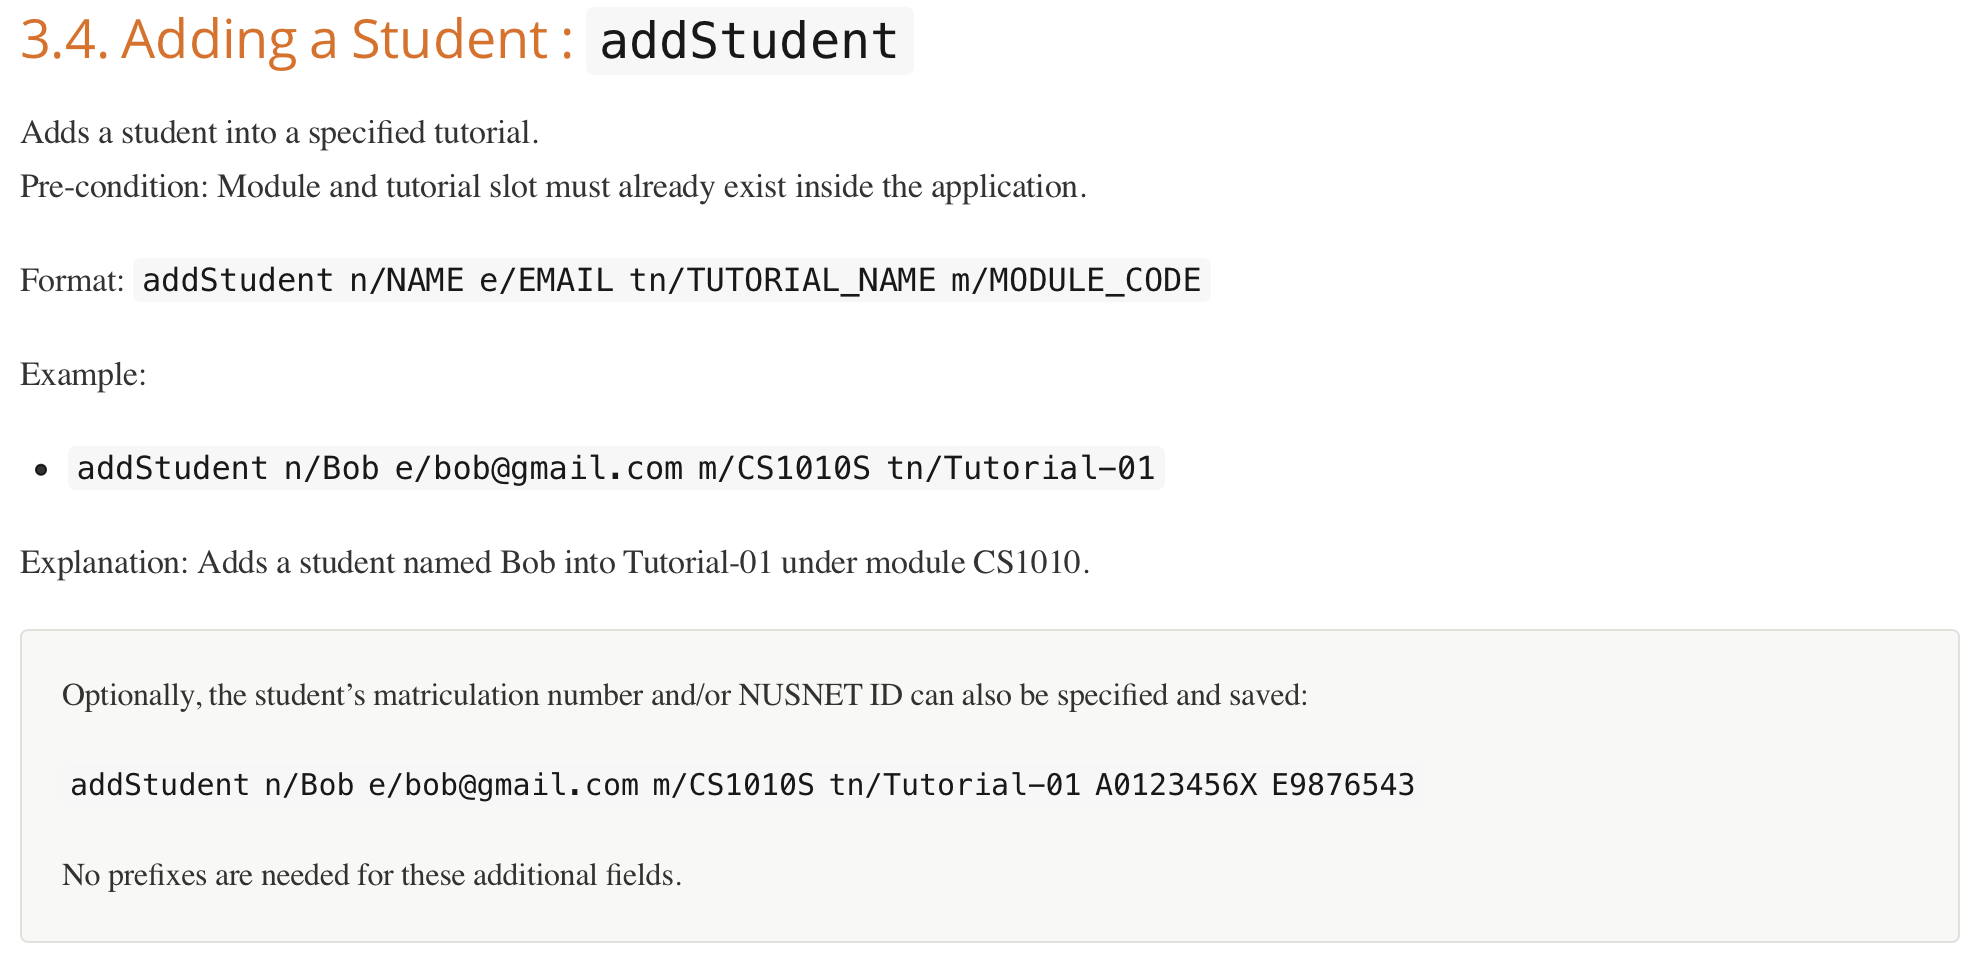 3.4. Adding a Student : addStudent
Adds a student into a specified tutorial.
Pre-condition: Module and tutorial slot must already exist inside the application.
Format: addStudent n/NAME e/EMAIL tn/TUTORIAL_NAME m/MODULE_CODE
Example:
• addStudent n/Bob e/bob@gmail.com m/CS1010S tn/Tutorial-01
Explanation: Adds a student named Bob into Tutorial-01 under module CS1010.
Optionally, the student’s matriculation number and/or NUSNET ID can also be specified and saved:
addStudent n/Bob e/bob@gmail.com m/CS1010S tn/Tutorial-01 A0123456X E9876543
No prefixes are needed for these additional fields.